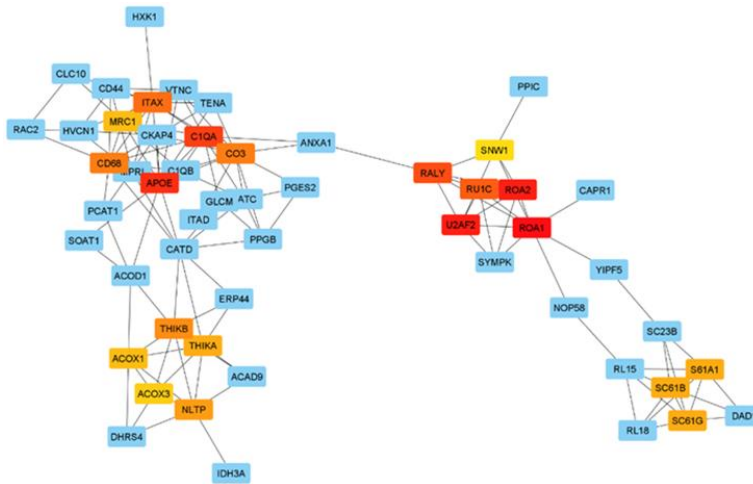 HXK1
CLC10
CD44
VTNC
PPIC
ITAX
TENA
MRC1
RAC2
HVCN1
CKAP4
C1QA
ANXA1
SNW1
CD68
CO3
MPRI
C1QB
RALY
APOE
RU1C
ROA2
PGES2
CAPR1
PCAT1
GLCM
ATC
ITAD
U2AF2
ROA1
SOAT1
CATD
PPGB
SYMPK
ACOD1
YIPF5
ERP44
NOP58
THIKB
SC23B
THIKA
ACOX1
RL15
S61A1
ACAD9
SC61B
ACOX3
NLTP
SC61G
DAD
DHRS4
RL18
IDH3A